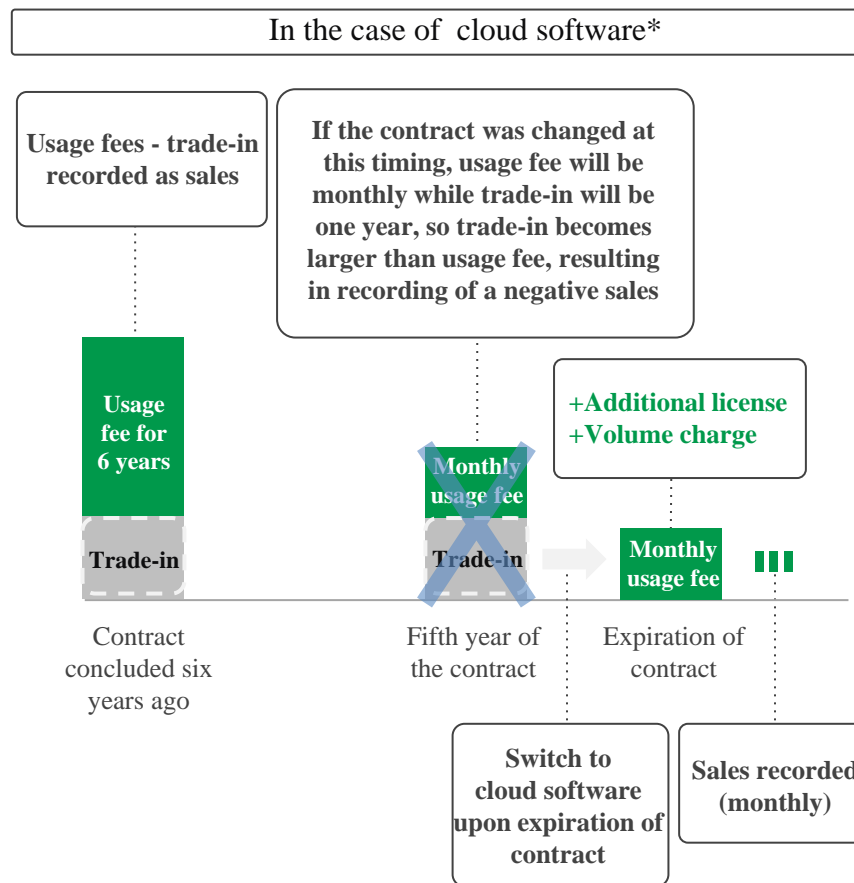 In the case of  cloud software*
Usage fees - trade-in
recorded as sales
If the contract was changed at
this timing, usage fee will be
monthly while trade-in will be
one year, so trade-in becomes
larger than usage fee, resulting
in recording of a negative sales
+Additional license
+Volume charge
Usage
fee for
6 years
Trade-in
Monthly
usage fee
Trade-in
Monthly
usage fee
Contract
concluded six
years ago
Fifth year of
the contract
Expiration of
contract
Switch to
cloud software
upon expiration of
contract
Sales recorded
(monthly)